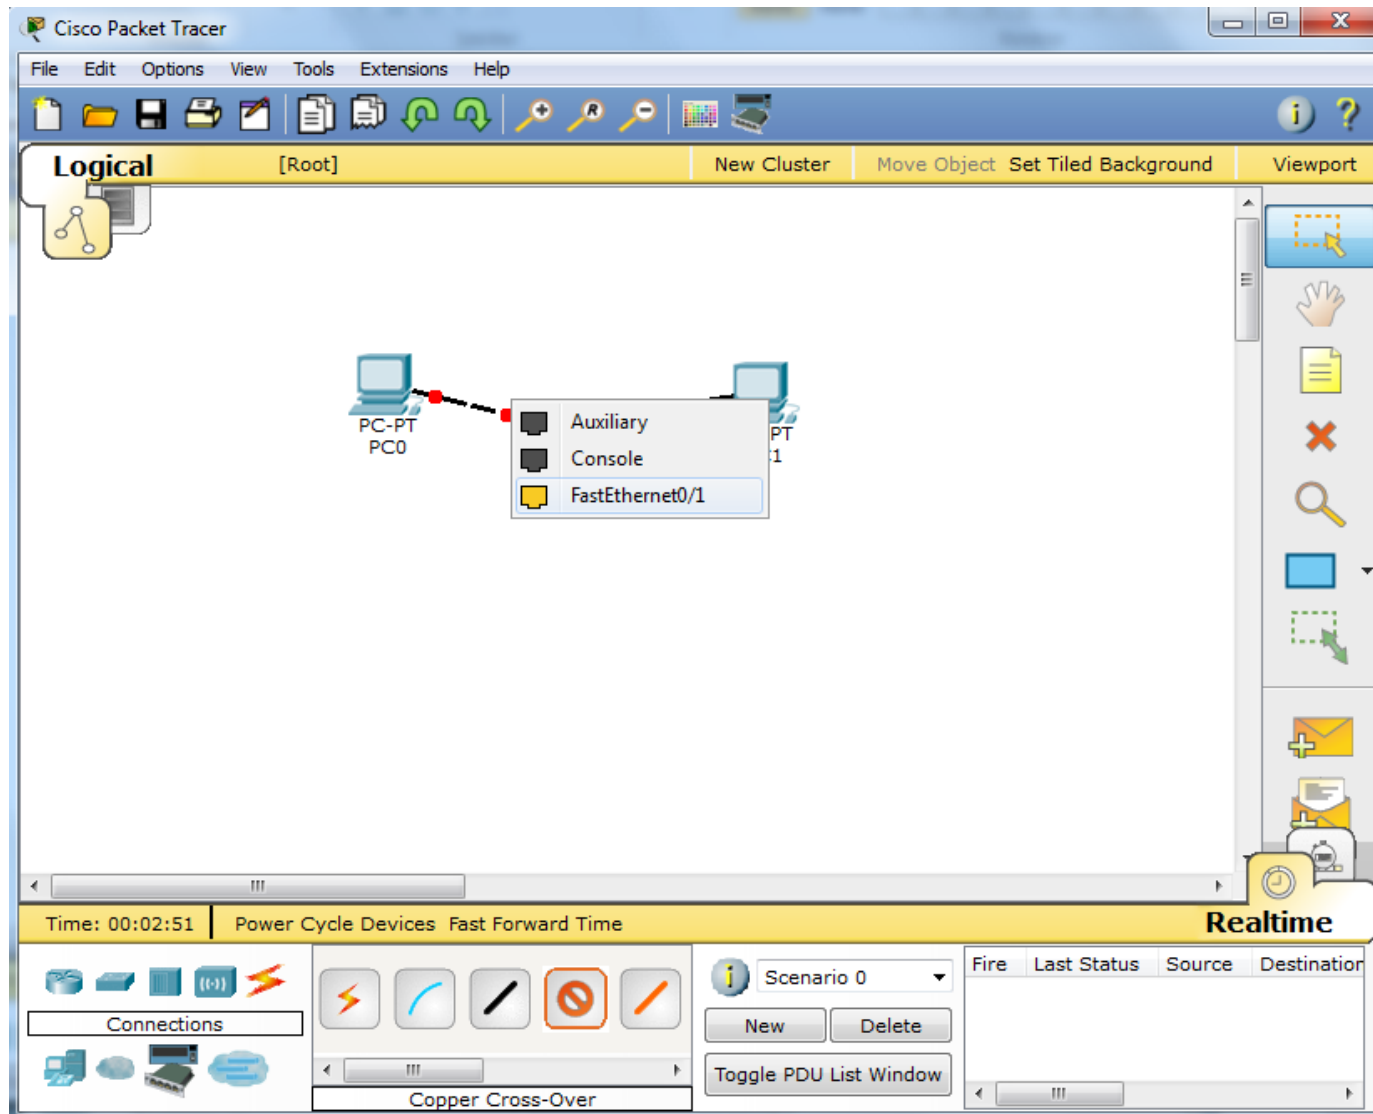 Cisco Packet Tracer
File Edit Options View Tools Extensions Help
Logical [Root] New Cluster Move Object Set Tiled Background Viewport
PC-PT
PC0
PT
1
Auxiliary
Console
FastEthernet0/1
Time: 00:02:51 Power Cycle Devices Fast Forward Time Realtime
Connections
Copper Cross-Over
Scenario 0
New Delete
Toggle PDU List Window
Fire Last Status Source Destination